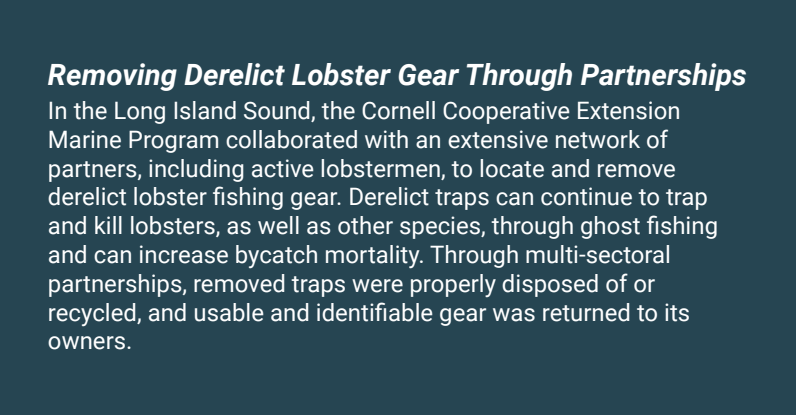 Removing Derelict Lobster Gear Through Partnerships
In the Long Island Sound, the Cornell Cooperative Extension
Marine Program collaborated with an extensive network of
partners, including active lobstermen, to locate and remove
derelict lobster fishing gear. Derelict traps can continue to trap
and kill lobsters, as well as other species, through ghost fishing
and can increase bycatch mortality. Through multi-sectoral
partnerships, removed traps were properly disposed of or
recycled, and usable and identifiable gear was returned to its
owners.